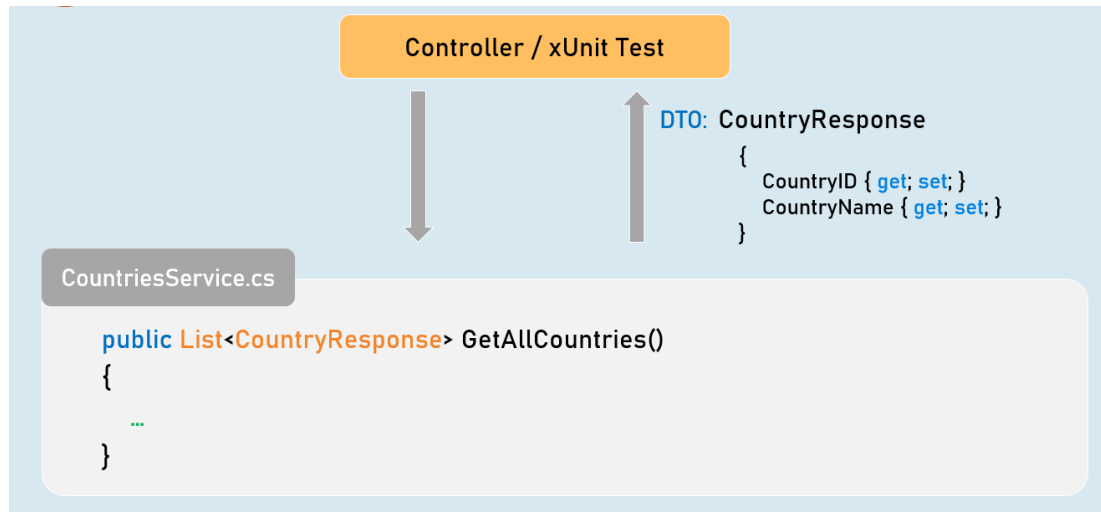 Controller / xUnit Test
DTO: CountryResponse
{
CountryID { get; set; }
CountryName { get; set; }
}
CountriesService.cs
public List<CountryResponse> GetAllCountries()
{
...
}